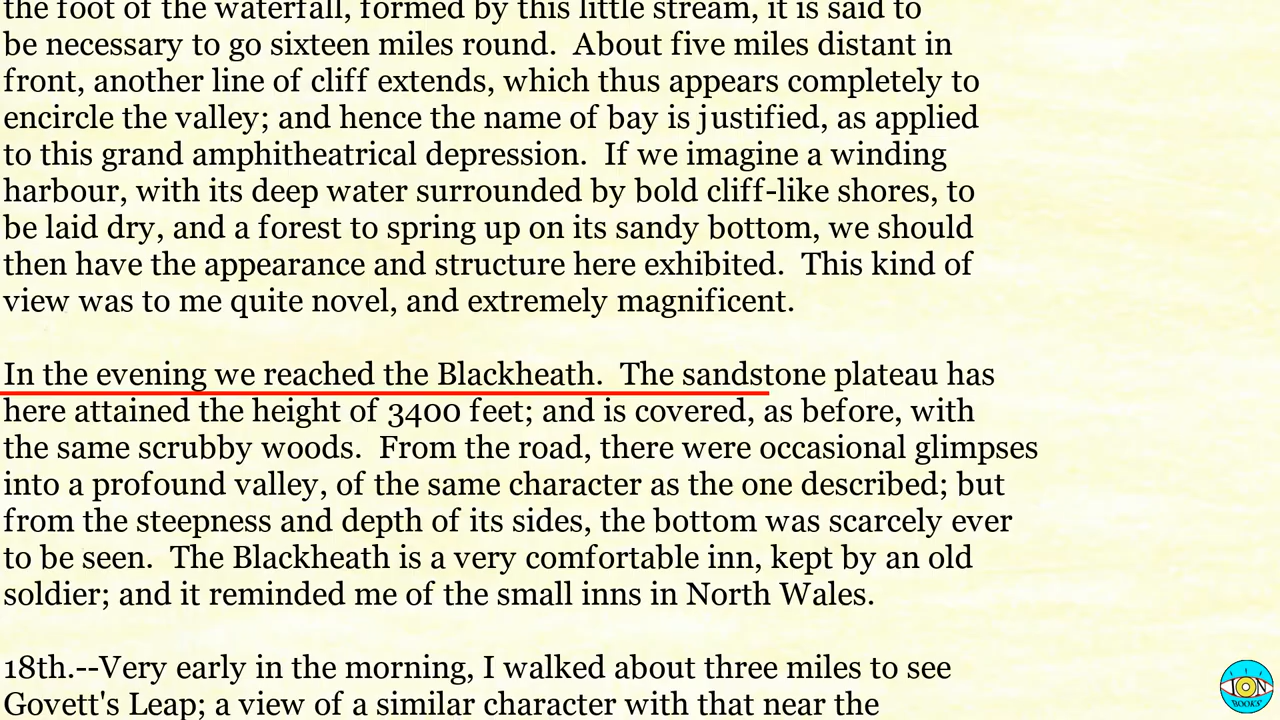 the foot of the waterfall, formed by this little stream, it is said to
be necessary to go sixteen miles round.  About five miles distant in
front, another line of cliff extends, which thus appears completely to
encircle the valley; and hence the name of bay is justified, as applied
to this grand amphitheatrical depression.  If we imagine a winding
harbour, with its deep water surrounded by bold cliff-like shores, to
be laid dry, and a forest to spring up on its sandy bottom, we should
then have the appearance and structure here exhibited.  This kind of
view was to me quite novel, and extremely magnificent.
In the evening we reached the Blackheath.  The sandstone plateau has
here attained the height of 3400 feet; and is covered, as before, with
the same scrubby woods.  From the road, there were occasional glimpses
into a profound valley, of the same character as the one described; but
from the steepness and depth of its sides, the bottom was scarcely ever
to be seen.  The Blackheath is a very comfortable inn, kept by an old
soldier; and it reminded me of the small inns in North Wales.
18th.--Very early in the morning, I walked about three miles to see
Govett's Leap; a view of a similar character with that near the
ION
BOOKS